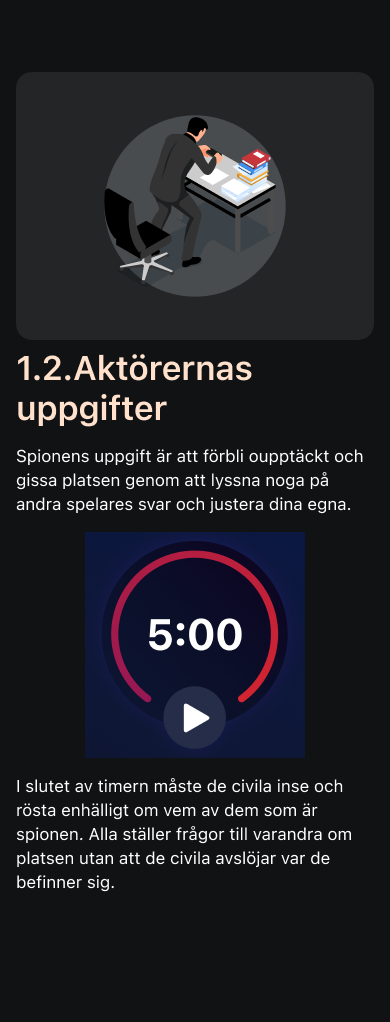 1.2.Aktörernas
uppgifter
Spionens uppgift är att förbli oupptäckt och
gissa platsen genom att lyssna noga på
andra spelares svar och justera dina egna.
5:00
I slutet av timern måste de civila inse och
rösta enhälligt om vem av dem som är
spionen. Alla ställer frågor till varandra om
platsen utan att de civila avslöjar var de
befinner sig.